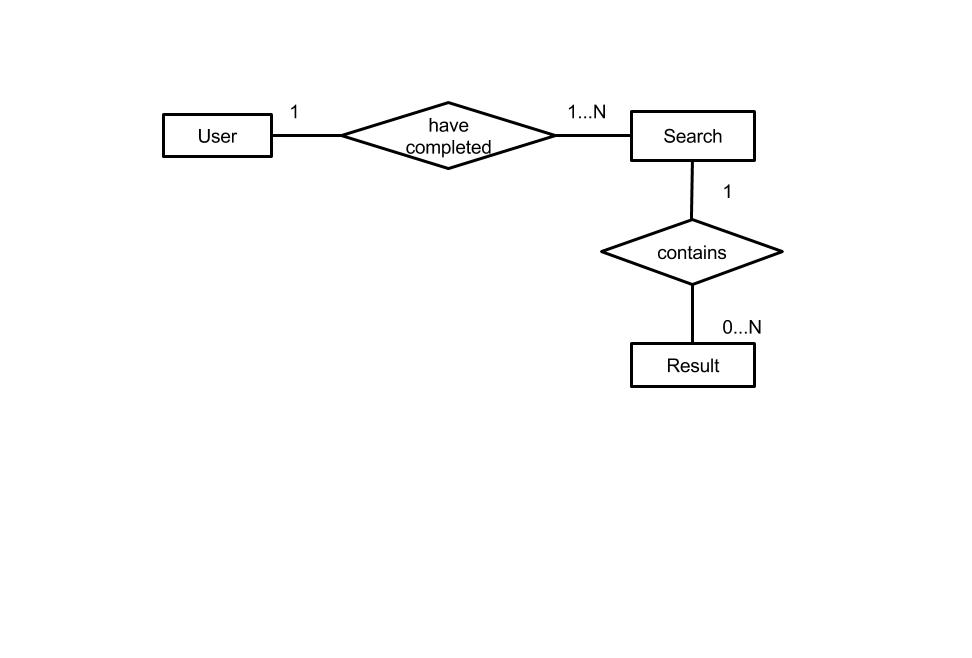 1
1...N
User
have
completed
Search
1
contains
0...N
Result